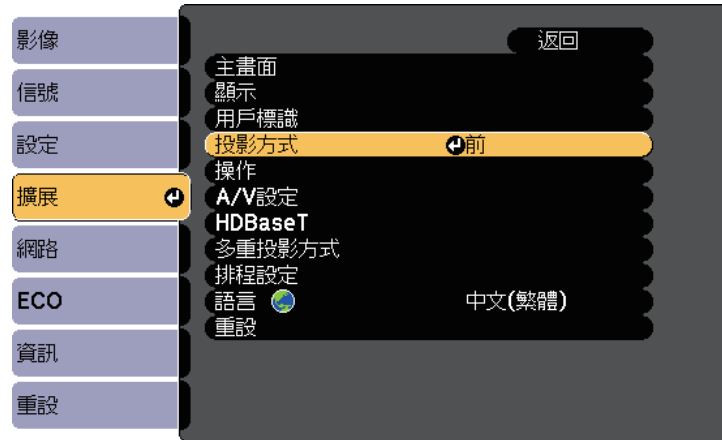 影像
信號
設定
擴展
網路
ECO
資訊
重設
返回
主畫面
顯示
用戶標識
投影方式 前
操作
A/V設定
HDBaseT
多重投影方式
排程設定
語言 中文(繁體)
重設